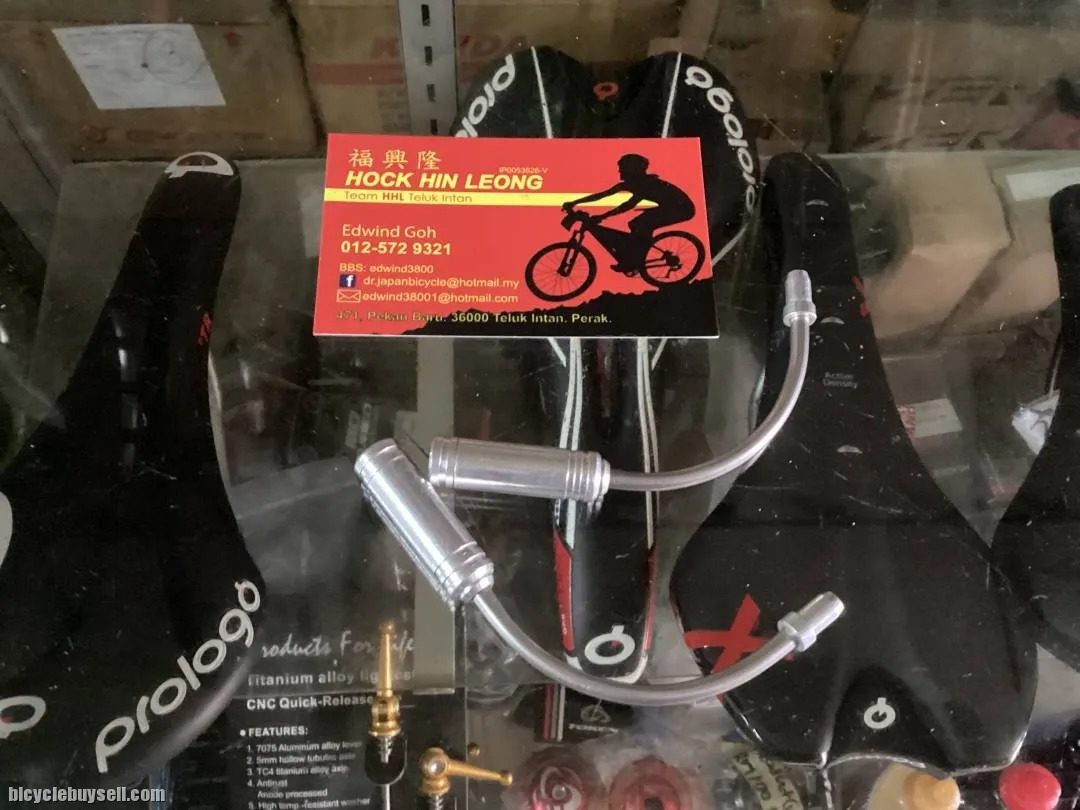 KENDA
prologo
prologo
福興隆
IP0053826-V
HOCK HIN LEONG
Team HHL Teluk Intan
Edwind Goh
012-572 9321
BBS: edwind3800
f dr.japanbicycle@hotmail.my
edwind38001@hotmail.com
471, Pekan Baru. 36000 Teluk Intan. Perak.
Active
Density
prologo
Products For Life
Titanium alloy
CNC Quick-Release
• FEATURES:
1. 7075 Aluminum alloy lever
2. 5mm hollow tubular axle
3. TC4 titanium alloy axle
4. Antirust
Anode processed
5. High temp-resistant washer
bicyclebuysell.com